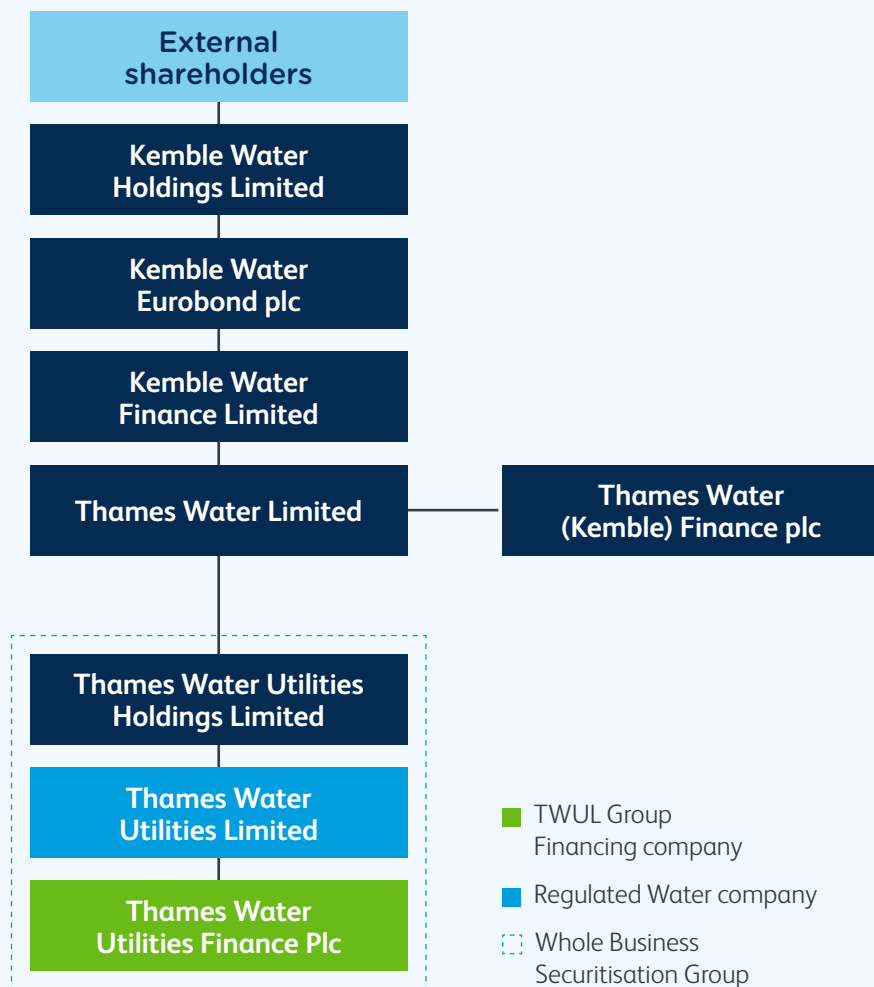 External
shareholders
Kemble Water
Holdings Limited
Kemble Water
Eurobond plc
Kemble Water
Finance Limited
Thames Water Limited
Thames Water
(Kemble) Finance plc
Thames Water Utilities
Holdings Limited
Thames Water
Utilities Limited
Thames Water
Utilities Finance Plc
TWUL Group
Financing company
Regulated Water company
Whole Business
Securitisation Group